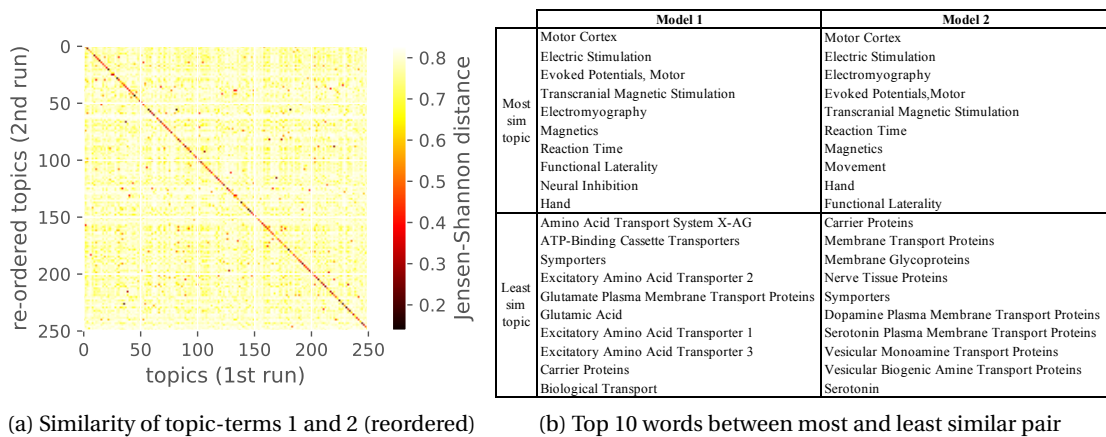 0
50
100
150
200
250
re-ordered topics (2nd run)
0 50 100 150 200 250
topics (1st run)
0.8
0.7
0.6
0.5
0.4
0.3
0.2
Jensen-Shannon distance
(a) Similarity of topic-terms 1 and 2 (reordered)
Model 1 Model 2
Most
sim
topic
Motor Cortex Motor Cortex
Electric Stimulation Electric Stimulation
Evoked Potentials, Motor Electromyography
Transcranial Magnetic Stimulation Evoked Potentials,Motor
Electromyography Transcranial Magnetic Stimulation
Magnetics Reaction Time
Reaction Time Magnetics
Functional Laterality Movement
Neural Inhibition Hand
Hand Functional Laterality
Least
sim
topic
Amino Acid Transport System X-AG Carrier Proteins
ATP-Binding Cassette Transporters Membrane Transport Proteins
Symporters Membrane Glycoproteins
Excitatory Amino Acid Transporter 2 Nerve Tissue Proteins
Glutamate Plasma Membrane Transport Proteins Symporters
Glutamic Acid Dopamine Plasma Membrane Transport Proteins
Excitatory Amino Acid Transporter 1 Serotonin Plasma Membrane Transport Proteins
Excitatory Amino Acid Transporter 3 Vesicular Monoamine Transport Proteins
Carrier Proteins Vesicular Biogenic Amine Transport Proteins
Biological Transport Serotonin
(b) Top 10 words between most and least similar pair